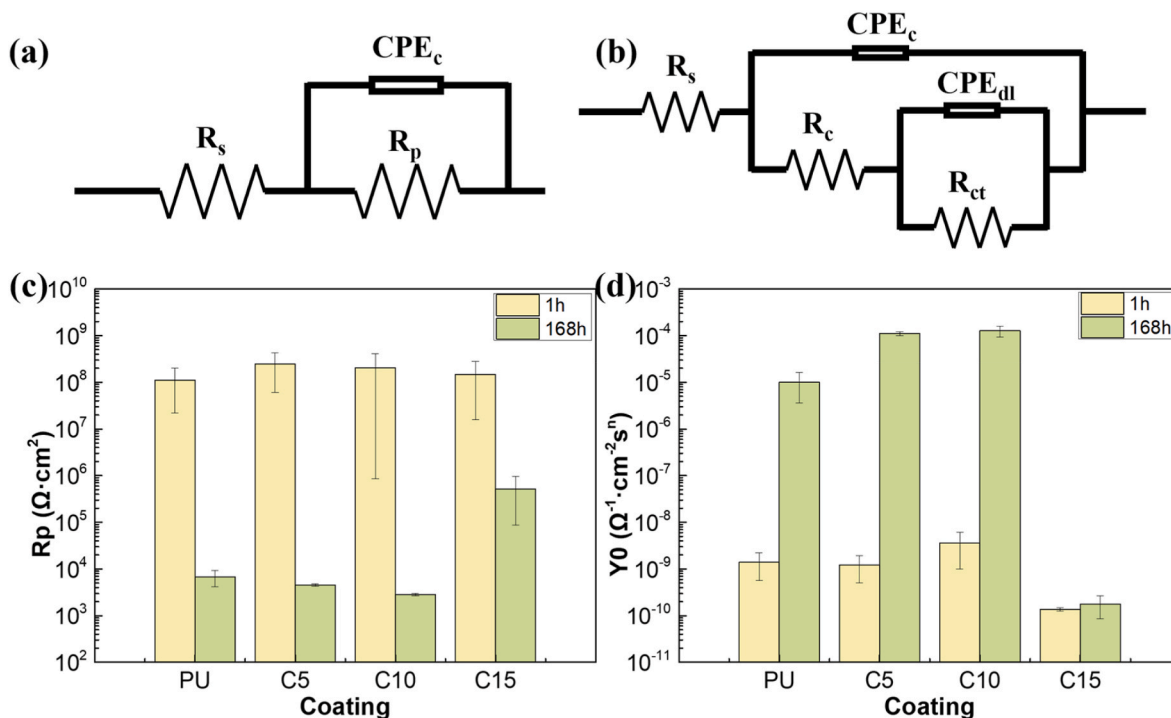 (a)
CPEc
Rs
Rp
(b)
CPEc
Rs
CPEdl
Rc
Rct
(c)
10^10
10^9
10^8
10^7
10^6
10^5
10^4
10^3
10^2
Rp (Ω·cm²)
1h
168h
PU C5 C10 C15
Coating
(d)
10^-3
10^-4
10^-5
10^-6
10^-7
10^-8
10^-9
10^-10
10^-11
Y0 (Ω^-1·cm^-2s^n)
1h
168h
PU C5 C10 C15
Coating